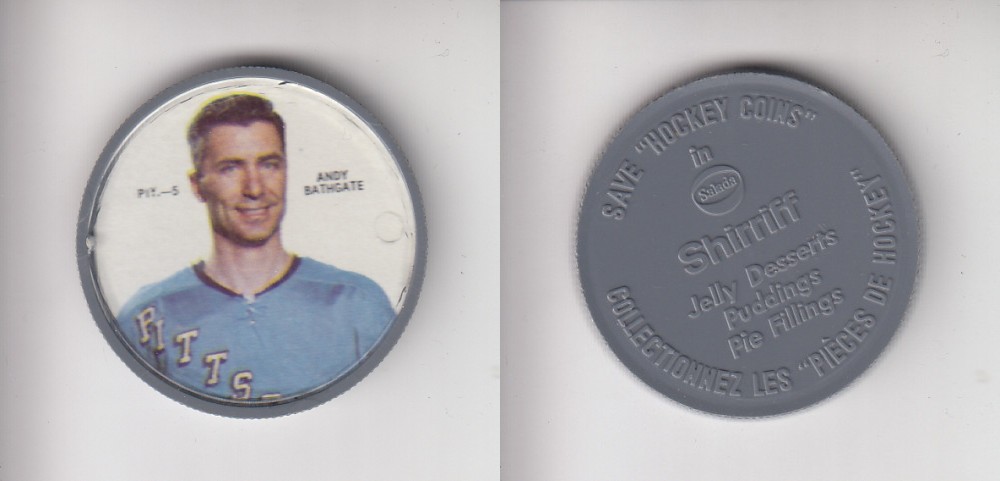 PIT.—5
ANDY
BATHGATE
PITTS
SAVE "HOCKEY COINS"
in
Salada
Shirriff
Jelly Desserts
Puddings
Pie Fillings
COLLECTIONNEZ LES "PIÈCES DE HOCKEY"